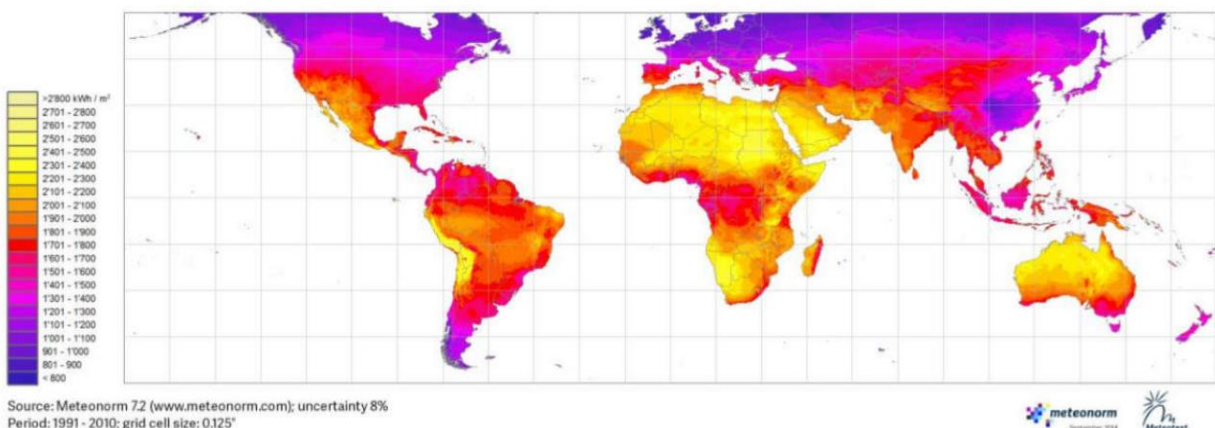 >2'800 kWh / m²
2'701 - 2'800
2'601 - 2'700
2'501 - 2'600
2'401 - 2'500
2'301 - 2'400
2'201 - 2'300
2'101 - 2'200
2'001 - 2'100
1'901 - 2'000
1'801 - 1'900
1'701 - 1'800
1'601 - 1'700
1'501 - 1'600
1'401 - 1'500
1'301 - 1'400
1'201 - 1'300
1'101 - 1'200
1'001 - 1'100
901 - 1'000
801 - 900
< 800
Source: Meteonorm 7.2 (www.meteonorm.com); uncertainty 8%
Period: 1991 - 2010; grid cell size: 0.125°
meteonorm
September 2014
Meteotest